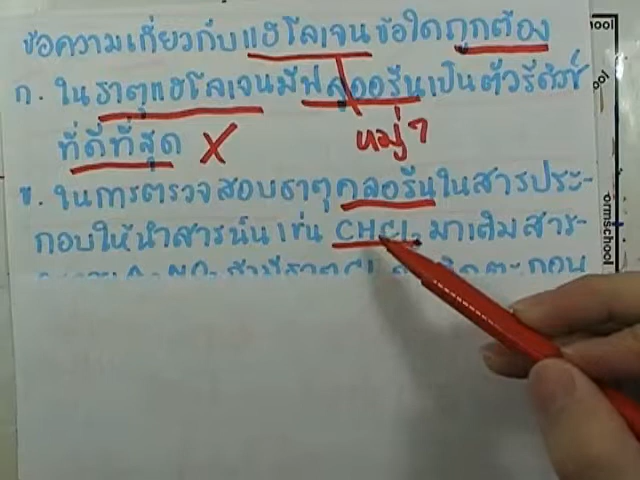 ข้อความเกี่ยวกับแฮโลเจนข้อใดถูกต้อง
ก. ในธาตุแฮโลเจนมีฟลูออรีนเป็นตัวรีดิวซ์
ที่ดีที่สุด X หมู่ 7
ข. ในการตรวจสอบธาตุคลอรีนในสารประ-
กอบให้นำสารนั้น เช่น CHCl₃ มาเติมสาร-